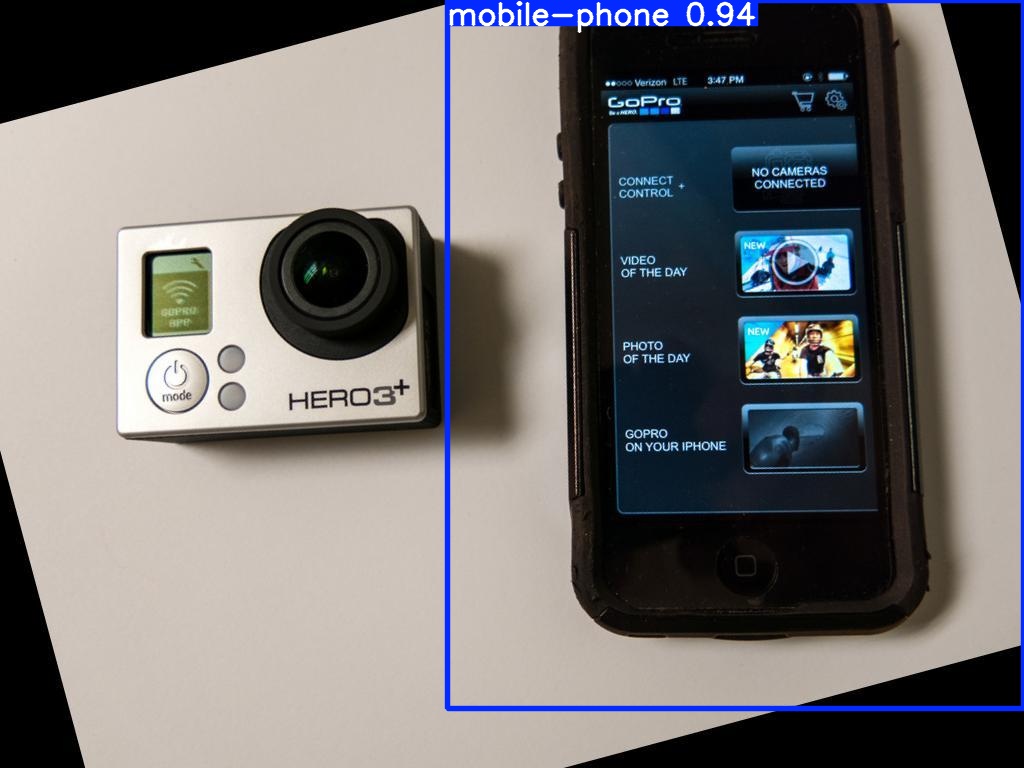 mobile-phone 0.94
Verizon LTE 3:47 PM
GoPro
Be a HERO.
CONNECT + CONTROL
NO CAMERAS
CONNECTED
VIDEO
OF THE DAY
NEW
PHOTO
OF THE DAY
NEW
GOPRO
ON YOUR IPHONE
GOPRO
APP
mode
HERO3+